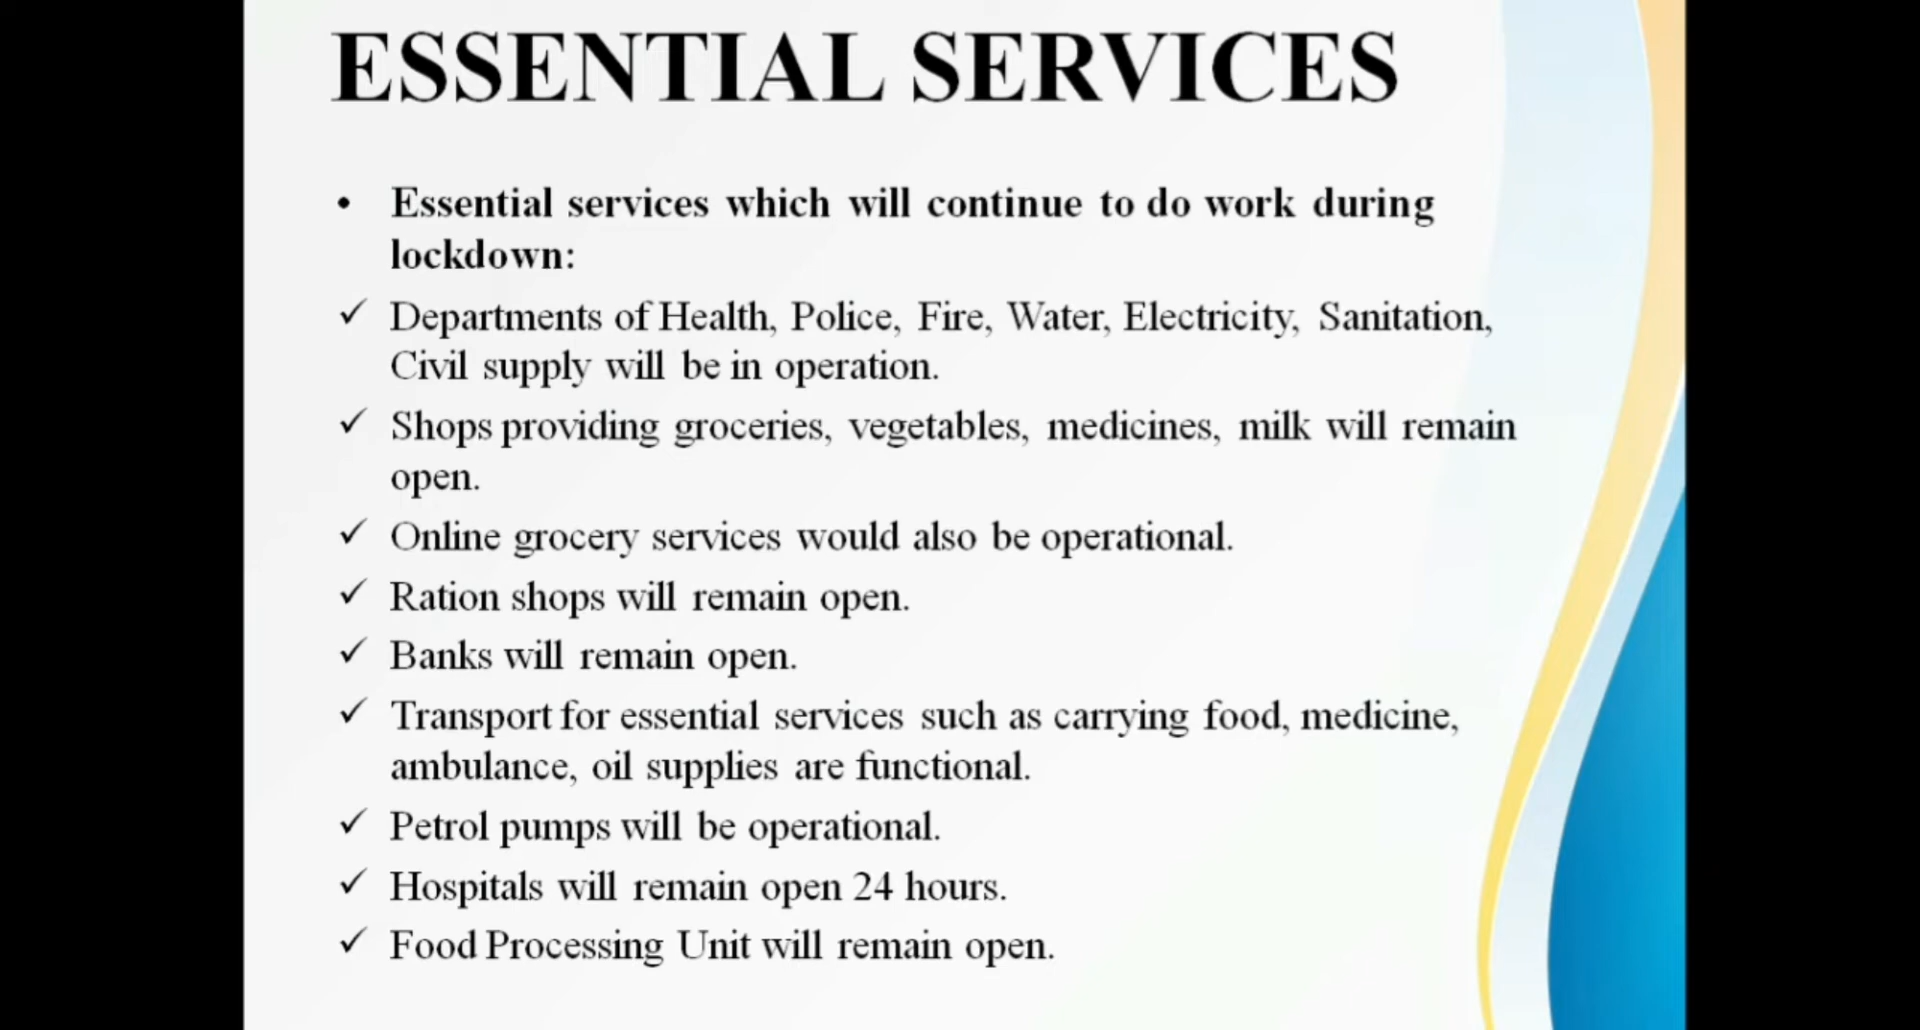 ESSENTIAL SERVICES
• Essential services which will continue to do work during
lockdown:
✓ Departments of Health, Police, Fire, Water, Electricity, Sanitation,
Civil supply will be in operation.
✓ Shops providing groceries, vegetables, medicines, milk will remain
open.
✓ Online grocery services would also be operational.
✓ Ration shops will remain open.
✓ Banks will remain open.
✓ Transport for essential services such as carrying food, medicine,
ambulance, oil supplies are functional.
✓ Petrol pumps will be operational.
✓ Hospitals will remain open 24 hours.
✓ Food Processing Unit will remain open.